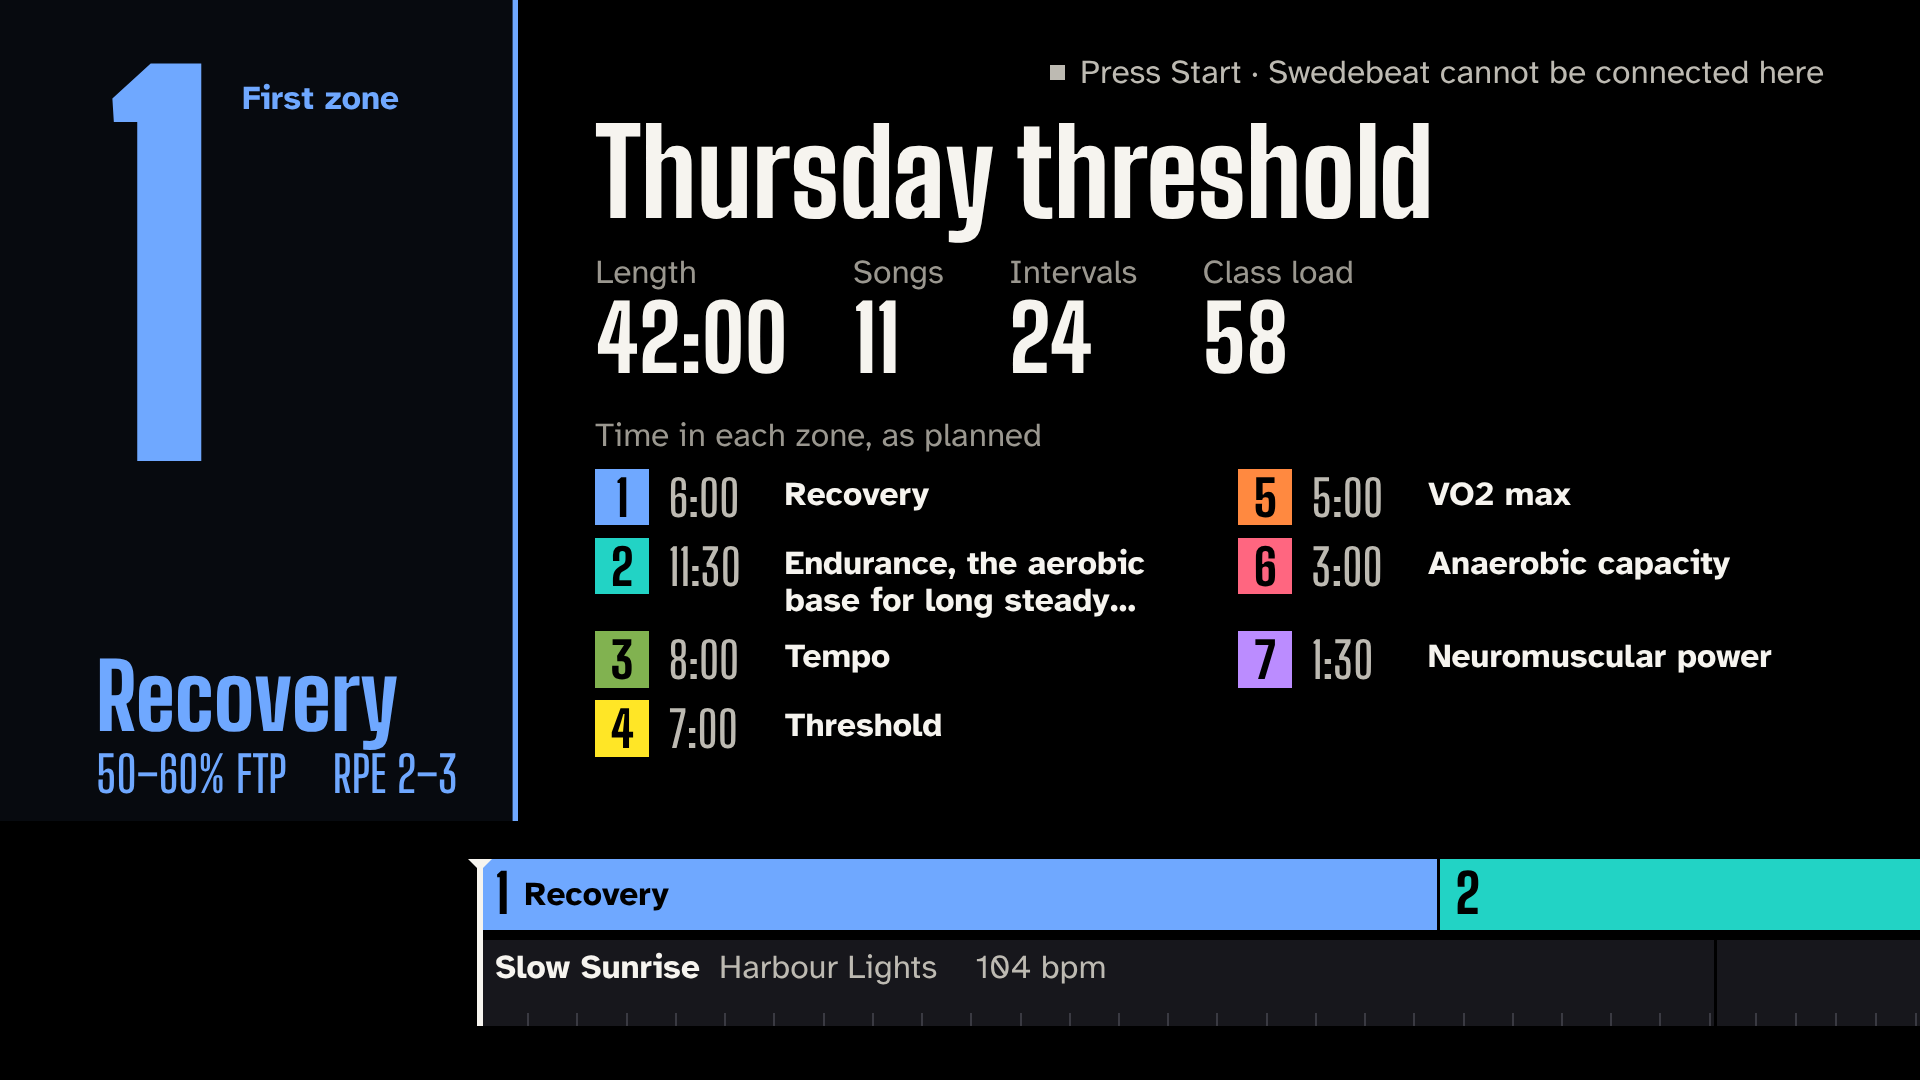 1
First zone
Recovery
50–60% FTP RPE 2–3
Press Start · Swedebeat cannot be connected here
Thursday threshold
Length Songs Intervals Class load
42:00 11 24 58
Time in each zone, as planned
1 6:00 Recovery
2 11:30 Endurance, the aerobic
base for long steady...
3 8:00 Tempo
4 7:00 Threshold
5 5:00 VO2 max
6 3:00 Anaerobic capacity
7 1:30 Neuromuscular power
1 Recovery 2
Slow Sunrise Harbour Lights 104 bpm